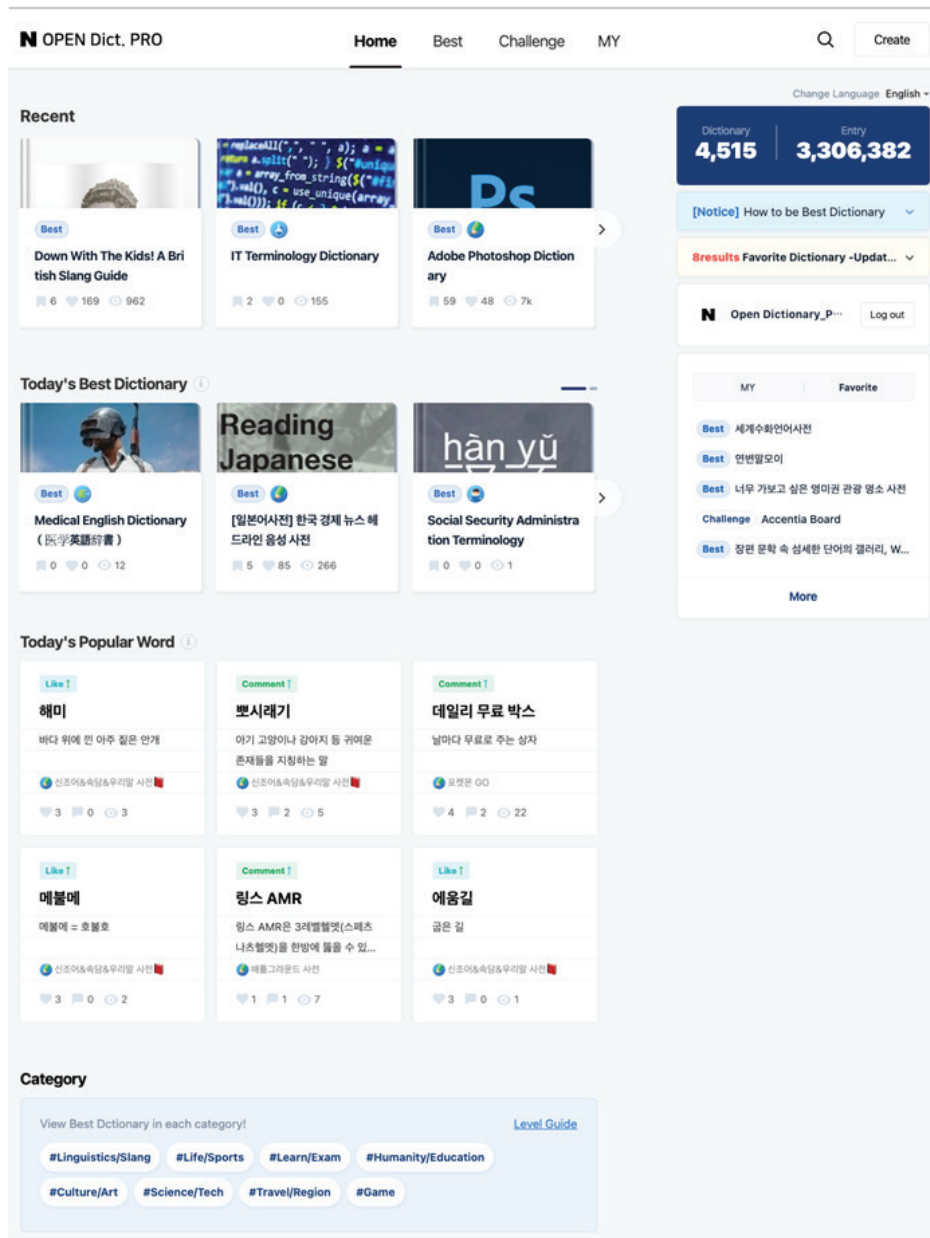 N OPEN Dict. PRO
Home Best Challenge MY
Create
Change Language English
Recent
Best
Down With The Kids! A Bri
tish Slang Guide
6 169 962
Best
IT Terminology Dictionary
2 0 155
Ps
Best
Adobe Photoshop Diction
ary
59 48 7k
Today's Best Dictionary
Best
Medical English Dictionary
(医学英語辞書)
0 0 12
Reading
Japanese
Best
[일본어사전] 한국 경제 뉴스 헤
드라인 음성 사전
5 85 266
hàn yǔ
Best
Social Security Administra
tion Terminology
0 0 1
Today's Popular Word
Like↑
해미
바다 위에 낀 아주 짙은 안개
신조어&속담&우리말 사전
3 0 3
Comment↑
뽀시래기
아기 고양이나 강아지 등 귀여운
존재들을 지칭하는 말
신조어&속담&우리말 사전
3 2 5
Comment↑
데일리 무료 박스
날마다 무료로 주는 상자
포켓몬 GO
4 2 22
Like↑
메불메
메불메 = 호불호
신조어&속담&우리말 사전
3 0 2
Comment↑
링스 AMR
링스 AMR은 3레벨헬멧(스페츠
나츠헬멧)을 한방에 뚫을 수 있...
배틀그라운드 사전
1 1 7
Like↑
에움길
굽은 길
신조어&속담&우리말 사전
3 0 1
Category
View Best Dctionary in each category!
Level Guide
#Linguistics/Slang #Life/Sports #Learn/Exam #Humanity/Education
#Culture/Art #Science/Tech #Travel/Region #Game
Dictionary Entry
4,515 3,306,382
[Notice] How to be Best Dictionary
8results Favorite Dictionary -Updat...
N Open Dictionary_P... Log out
MY Favorite
Best 세계수화언어사전
Best 연변말모이
Best 너무 가보고 싶은 영미권 관광 명소 사전
Challenge Accentia Board
Best 장편 문학 속 섬세한 단어의 갤러리, W...
More